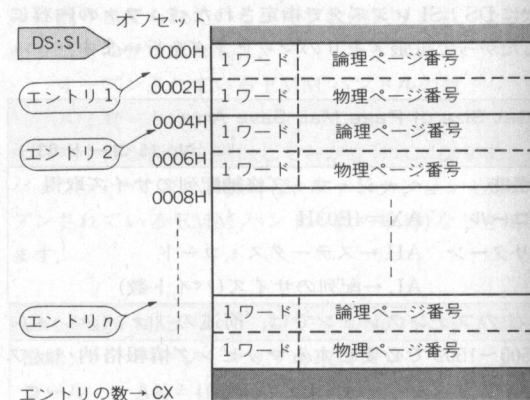 オフセット
DS:SI
0000H 1ワード 論理ページ番号
エントリ1
0002H 1ワード 物理ページ番号
0004H 1ワード 論理ページ番号
エントリ2
0006H 1ワード 物理ページ番号
0008H
エントリn 1ワード 論理ページ番号
1ワード 物理ページ番号
エントリの数→CX